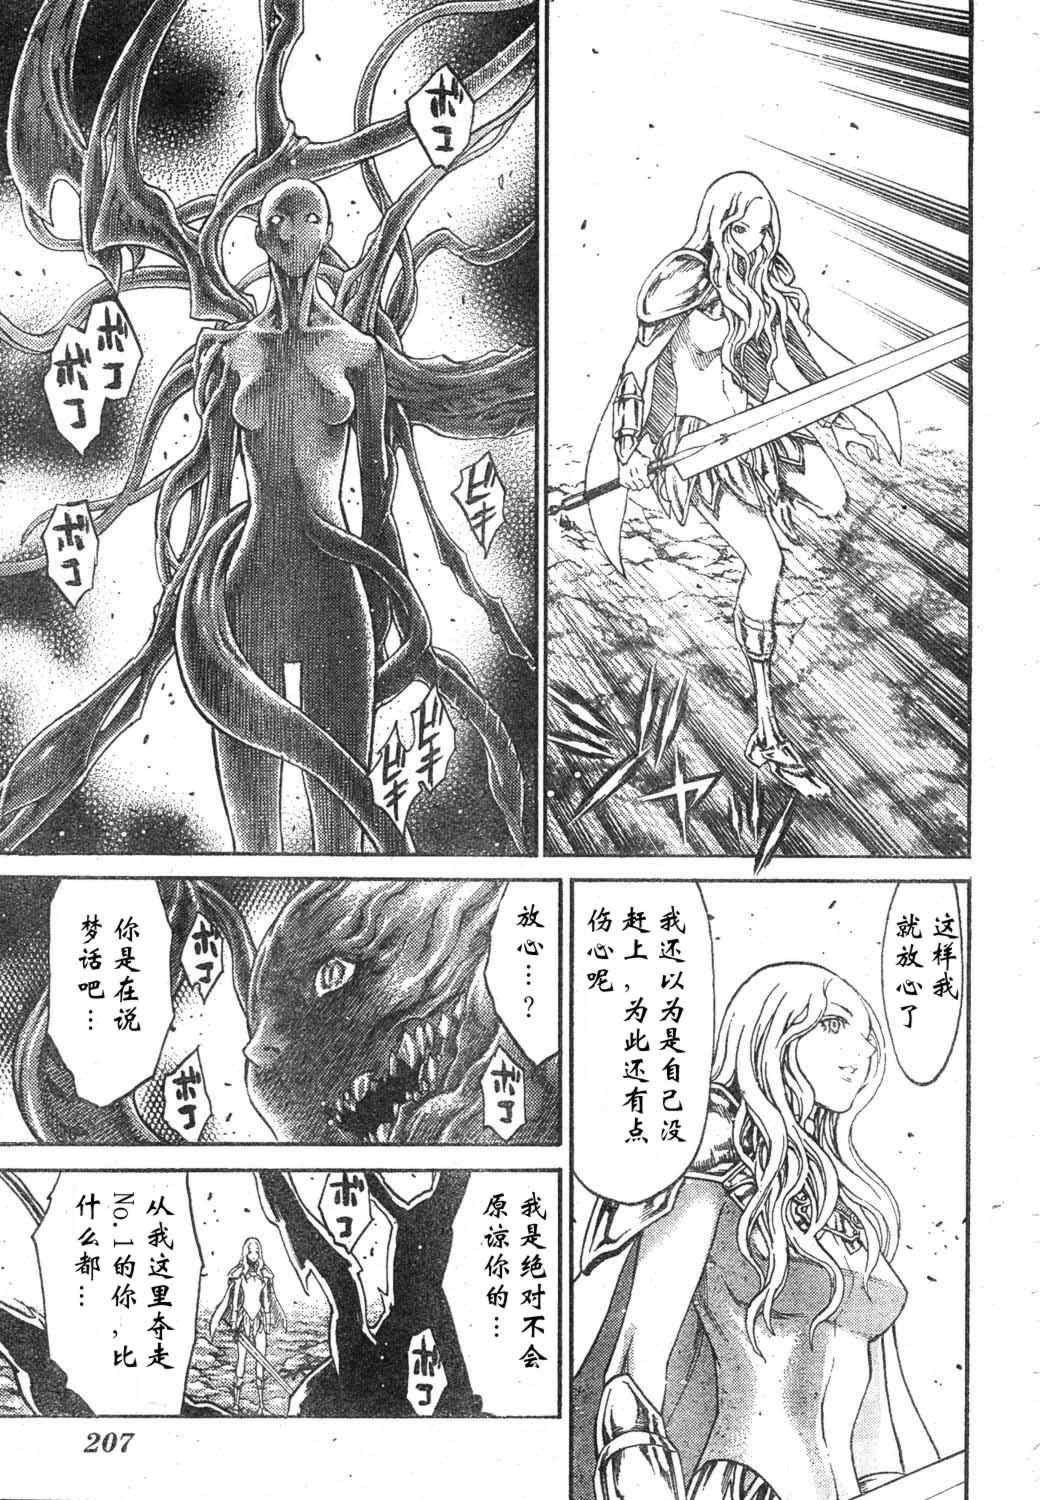 ボコ
ボコ
ボコ
ビキ
ボコ
ビキ
ビキ
这样我
就放心了
我还以为是自己没
赶上，为此还有点
伤心呢
放心…？
ボコ
ボコ
ボコ
你是在说
梦话吧…
我是绝对不会
原谅你的…
ボコ
ボコ
从我这里夺走
No.1的你，比
什么都…
207